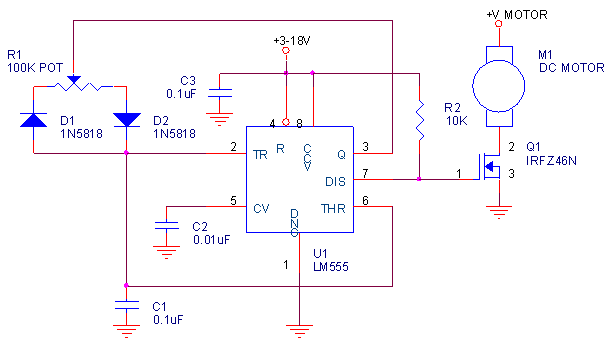 +V MOTOR
+3-18V
R1
100K POT
M1
DC MOTOR
C3
0.1uF
D1
1N5818
D2
1N5818
R2
10K
4
8
R
VCC
2
TR
Q
3
Q1
IRFZ46N
2
1
3
DIS
7
5
CV
THR
6
GND
C2
0.01uF
U1
LM555
1
C1
0.1uF